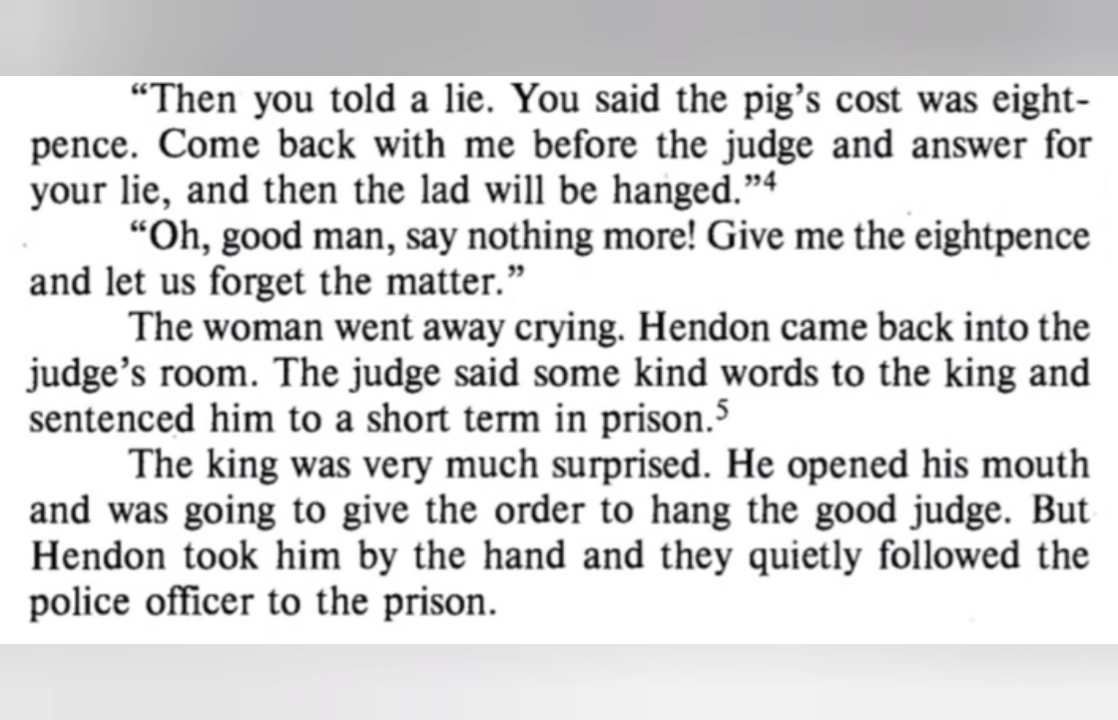 “Then you told a lie. You said the pig’s cost was eight-
pence. Come back with me before the judge and answer for
your lie, and then the lad will be hanged.”⁴
“Oh, good man, say nothing more! Give me the eightpence
and let us forget the matter.”
The woman went away crying. Hendon came back into the
judge’s room. The judge said some kind words to the king and
sentenced him to a short term in prison.⁵
The king was very much surprised. He opened his mouth
and was going to give the order to hang the good judge. But
Hendon took him by the hand and they quietly followed the
police officer to the prison.